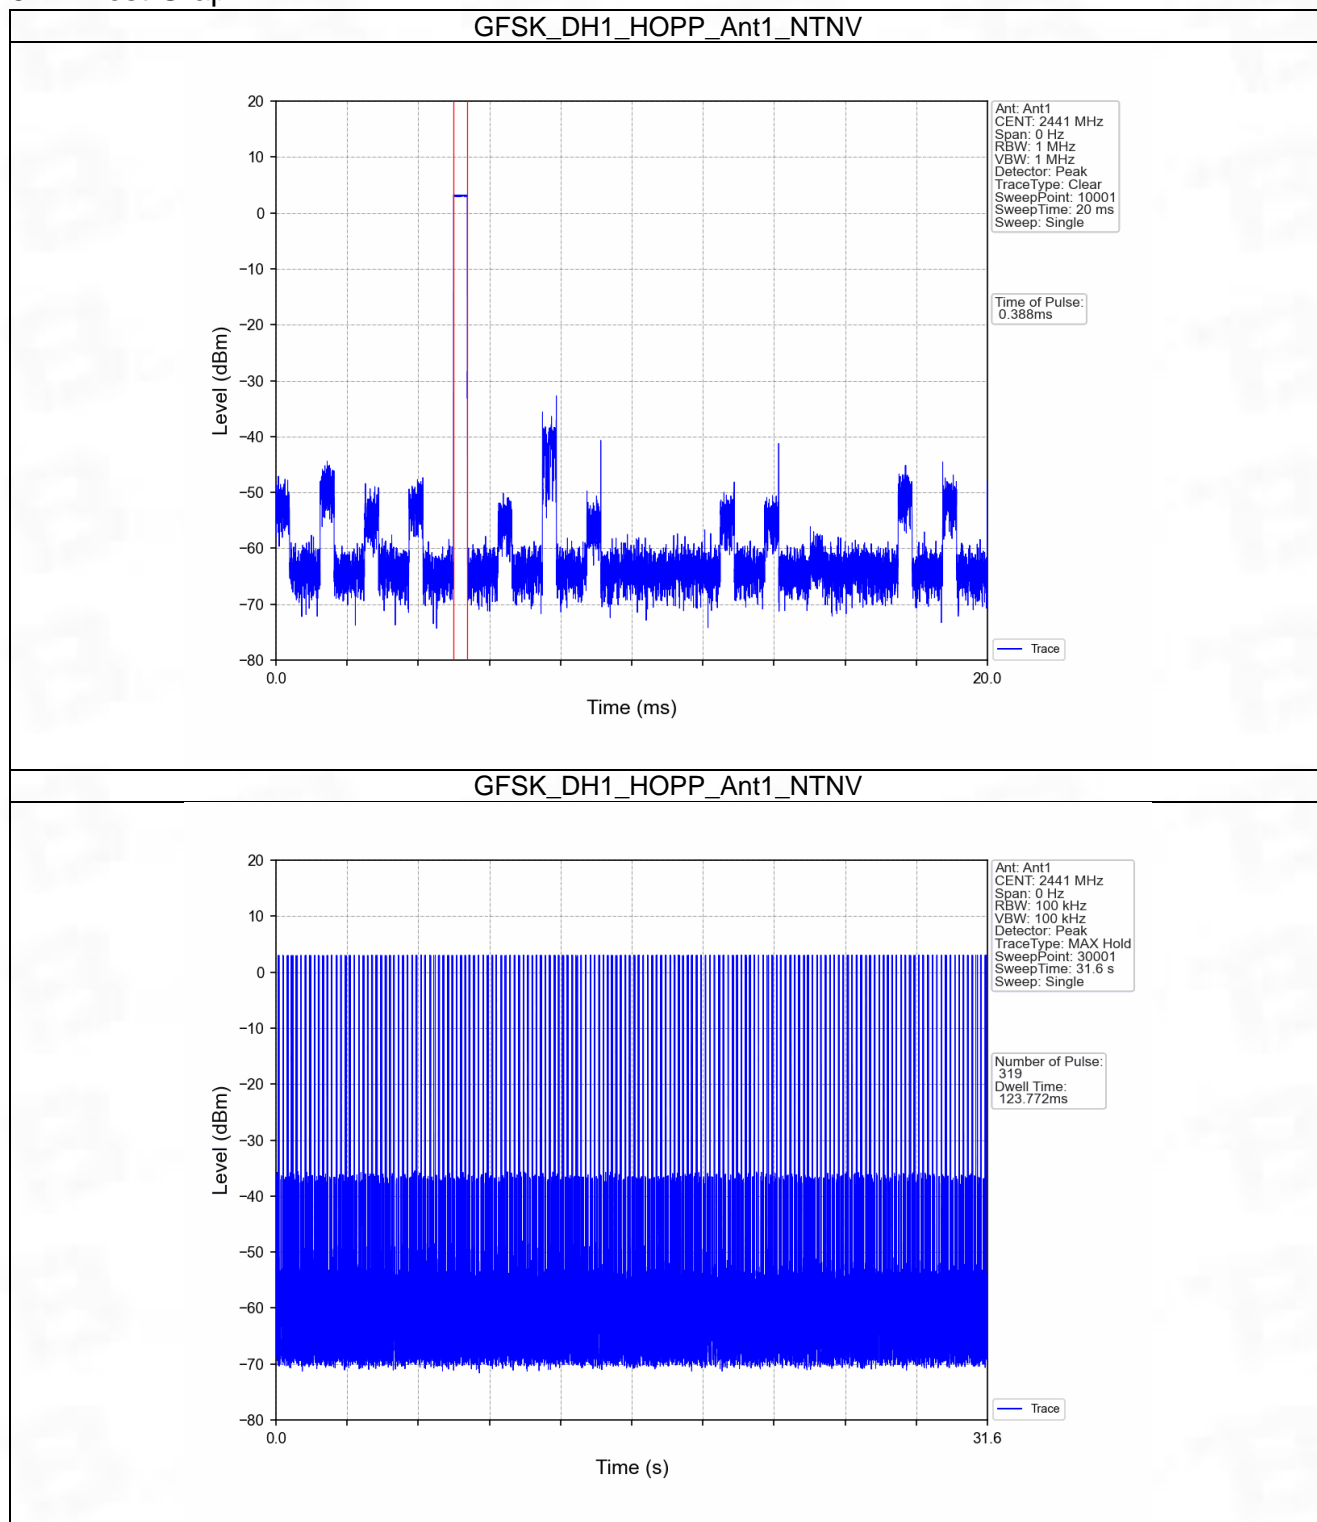 GFSK_DH1_HOPP_Ant1_NTNV
20
10
0
−10
−20
−30
−40
−50
−60
−70
−80
Level (dBm)
0.0
20.0
Time (ms)
Ant: Ant1
CENT: 2441 MHz
Span: 0 Hz
RBW: 1 MHz
VBW: 1 MHz
Detector: Peak
TraceType: Clear
SweepPoint: 10001
SweepTime: 20 ms
Sweep: Single
Time of Pulse:
0.388ms
Trace
GFSK_DH1_HOPP_Ant1_NTNV
20
10
0
−10
−20
−30
−40
−50
−60
−70
−80
Level (dBm)
0.0
31.6
Time (s)
Ant: Ant1
CENT: 2441 MHz
Span: 0 Hz
RBW: 100 kHz
VBW: 100 kHz
Detector: Peak
TraceType: MAX Hold
SweepPoint: 30001
SweepTime: 31.6 s
Sweep: Single
Number of Pulse:
319
Dwell Time:
123.772ms
Trace